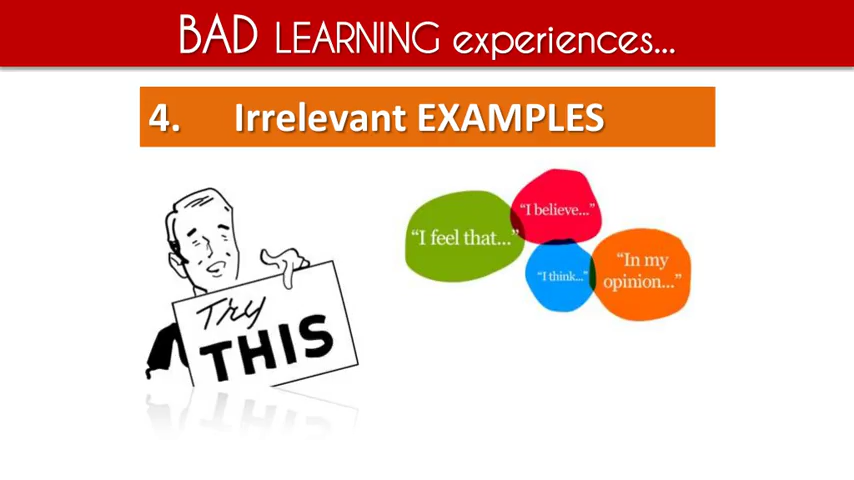 BAD LEARNING experiences...
4. Irrelevant EXAMPLES
"I believe..."
"I feel that..."
"In my
opinion..."
"I think..."
Try
THIS